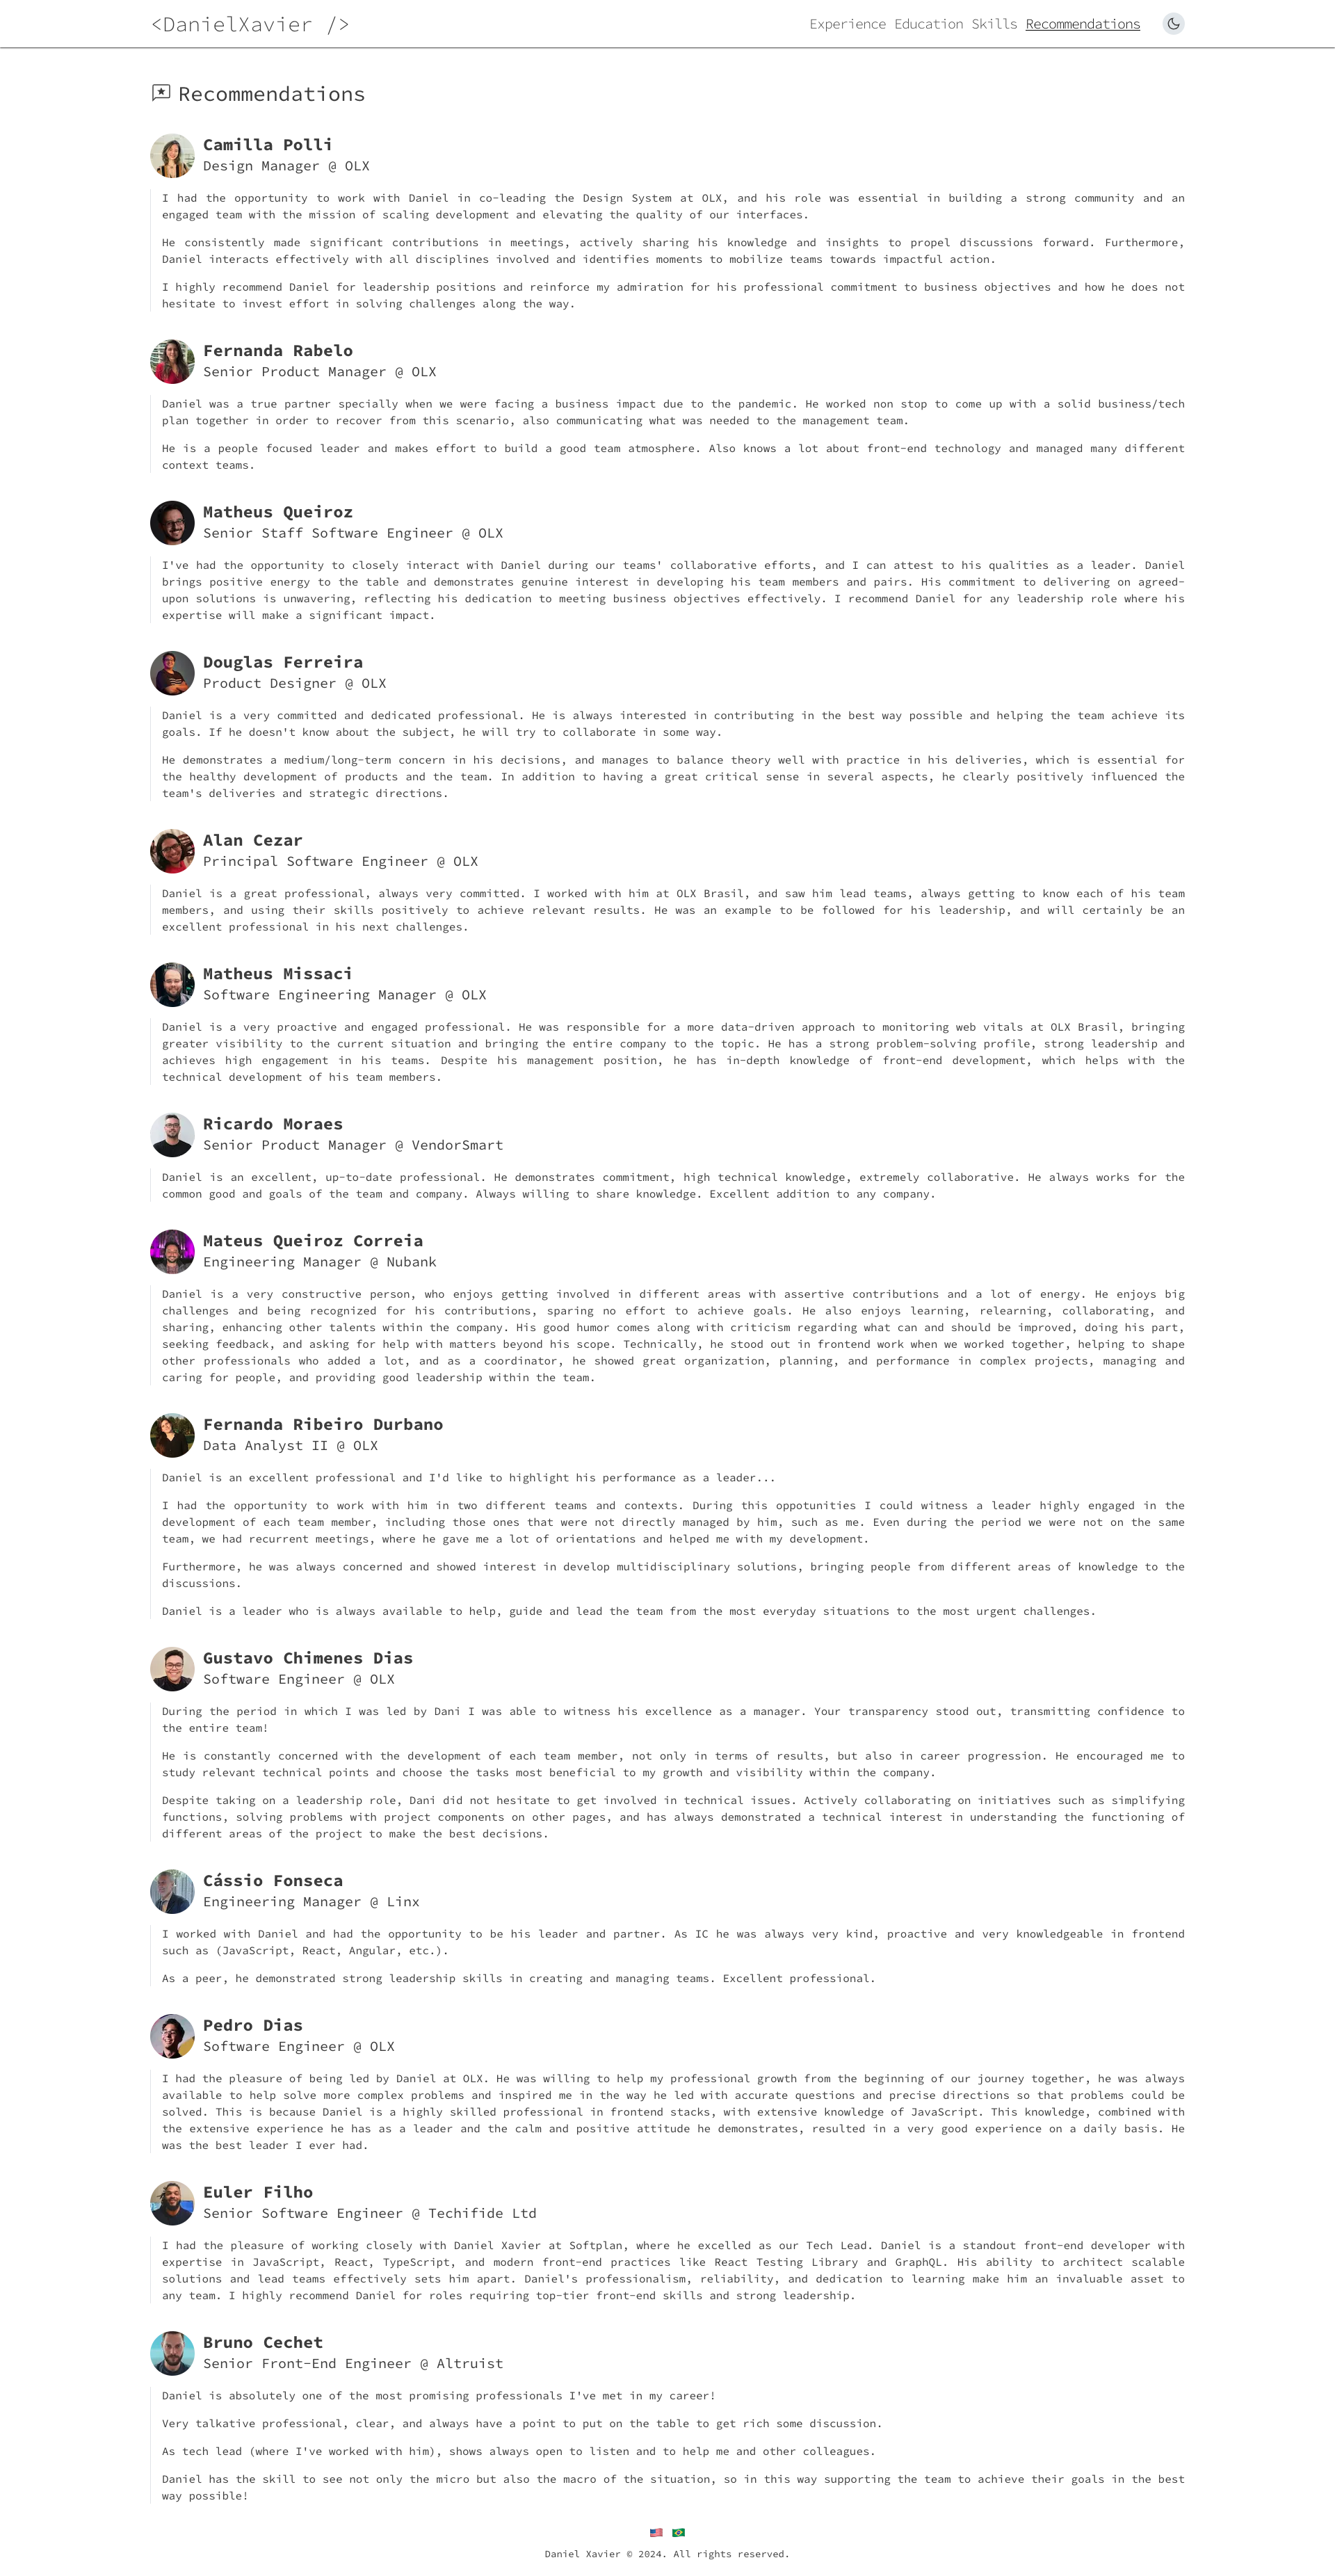 <DanielXavier />
Experience Education Skills Recommendations
Recommendations
Camilla Polli
Design Manager @ OLX
I had the opportunity to work with Daniel in co-leading the Design System at OLX, and his role was essential in building a strong community and an
engaged team with the mission of scaling development and elevating the quality of our interfaces.
He consistently made significant contributions in meetings, actively sharing his knowledge and insights to propel discussions forward. Furthermore,
Daniel interacts effectively with all disciplines involved and identifies moments to mobilize teams towards impactful action.
I highly recommend Daniel for leadership positions and reinforce my admiration for his professional commitment to business objectives and how he does not
hesitate to invest effort in solving challenges along the way.
Fernanda Rabelo
Senior Product Manager @ OLX
Daniel was a true partner specially when we were facing a business impact due to the pandemic. He worked non stop to come up with a solid business/tech
plan together in order to recover from this scenario, also communicating what was needed to the management team.
He is a people focused leader and makes effort to build a good team atmosphere. Also knows a lot about front-end technology and managed many different
context teams.
Matheus Queiroz
Senior Staff Software Engineer @ OLX
I've had the opportunity to closely interact with Daniel during our teams' collaborative efforts, and I can attest to his qualities as a leader. Daniel
brings positive energy to the table and demonstrates genuine interest in developing his team members and pairs. His commitment to delivering on agreed-
upon solutions is unwavering, reflecting his dedication to meeting business objectives effectively. I recommend Daniel for any leadership role where his
expertise will make a significant impact.
Douglas Ferreira
Product Designer @ OLX
Daniel is a very committed and dedicated professional. He is always interested in contributing in the best way possible and helping the team achieve its
goals. If he doesn't know about the subject, he will try to collaborate in some way.
He demonstrates a medium/long-term concern in his decisions, and manages to balance theory well with practice in his deliveries, which is essential for
the healthy development of products and the team. In addition to having a great critical sense in several aspects, he clearly positively influenced the
team's deliveries and strategic directions.
Alan Cezar
Principal Software Engineer @ OLX
Daniel is a great professional, always very committed. I worked with him at OLX Brasil, and saw him lead teams, always getting to know each of his team
members, and using their skills positively to achieve relevant results. He was an example to be followed for his leadership, and will certainly be an
excellent professional in his next challenges.
Matheus Missaci
Software Engineering Manager @ OLX
Daniel is a very proactive and engaged professional. He was responsible for a more data-driven approach to monitoring web vitals at OLX Brasil, bringing
greater visibility to the current situation and bringing the entire company to the topic. He has a strong problem-solving profile, strong leadership and
achieves high engagement in his teams. Despite his management position, he has in-depth knowledge of front-end development, which helps with the
technical development of his team members.
Ricardo Moraes
Senior Product Manager @ VendorSmart
Daniel is an excellent, up-to-date professional. He demonstrates commitment, high technical knowledge, extremely collaborative. He always works for the
common good and goals of the team and company. Always willing to share knowledge. Excellent addition to any company.
Mateus Queiroz Correia
Engineering Manager @ Nubank
Daniel is a very constructive person, who enjoys getting involved in different areas with assertive contributions and a lot of energy. He enjoys big
challenges and being recognized for his contributions, sparing no effort to achieve goals. He also enjoys learning, relearning, collaborating, and
sharing, enhancing other talents within the company. His good humor comes along with criticism regarding what can and should be improved, doing his part,
seeking feedback, and asking for help with matters beyond his scope. Technically, he stood out in frontend work when we worked together, helping to shape
other professionals who added a lot, and as a coordinator, he showed great organization, planning, and performance in complex projects, managing and
caring for people, and providing good leadership within the team.
Fernanda Ribeiro Durbano
Data Analyst II @ OLX
Daniel is an excellent professional and I'd like to highlight his performance as a leader...
I had the opportunity to work with him in two different teams and contexts. During this oppotunities I could witness a leader highly engaged in the
development of each team member, including those ones that were not directly managed by him, such as me. Even during the period we were not on the same
team, we had recurrent meetings, where he gave me a lot of orientations and helped me with my development.
Furthermore, he was always concerned and showed interest in develop multidisciplinary solutions, bringing people from different areas of knowledge to the
discussions.
Daniel is a leader who is always available to help, guide and lead the team from the most everyday situations to the most urgent challenges.
Gustavo Chimenes Dias
Software Engineer @ OLX
During the period in which I was led by Dani I was able to witness his excellence as a manager. Your transparency stood out, transmitting confidence to
the entire team!
He is constantly concerned with the development of each team member, not only in terms of results, but also in career progression. He encouraged me to
study relevant technical points and choose the tasks most beneficial to my growth and visibility within the company.
Despite taking on a leadership role, Dani did not hesitate to get involved in technical issues. Actively collaborating on initiatives such as simplifying
functions, solving problems with project components on other pages, and has always demonstrated a technical interest in understanding the functioning of
different areas of the project to make the best decisions.
Cássio Fonseca
Engineering Manager @ Linx
I worked with Daniel and had the opportunity to be his leader and partner. As IC he was always very kind, proactive and very knowledgeable in frontend
such as (JavaScript, React, Angular, etc.).
As a peer, he demonstrated strong leadership skills in creating and managing teams. Excellent professional.
Pedro Dias
Software Engineer @ OLX
I had the pleasure of being led by Daniel at OLX. He was willing to help my professional growth from the beginning of our journey together, he was always
available to help solve more complex problems and inspired me in the way he led with accurate questions and precise directions so that problems could be
solved. This is because Daniel is a highly skilled professional in frontend stacks, with extensive knowledge of JavaScript. This knowledge, combined with
the extensive experience he has as a leader and the calm and positive attitude he demonstrates, resulted in a very good experience on a daily basis. He
was the best leader I ever had.
Euler Filho
Senior Software Engineer @ Techifide Ltd
I had the pleasure of working closely with Daniel Xavier at Softplan, where he excelled as our Tech Lead. Daniel is a standout front-end developer with
expertise in JavaScript, React, TypeScript, and modern front-end practices like React Testing Library and GraphQL. His ability to architect scalable
solutions and lead teams effectively sets him apart. Daniel's professionalism, reliability, and dedication to learning make him an invaluable asset to
any team. I highly recommend Daniel for roles requiring top-tier front-end skills and strong leadership.
Bruno Cechet
Senior Front-End Engineer @ Altruist
Daniel is absolutely one of the most promising professionals I've met in my career!
Very talkative professional, clear, and always have a point to put on the table to get rich some discussion.
As tech lead (where I've worked with him), shows always open to listen and to help me and other colleagues.
Daniel has the skill to see not only the micro but also the macro of the situation, so in this way supporting the team to achieve their goals in the best
way possible!
Daniel Xavier © 2024. All rights reserved.